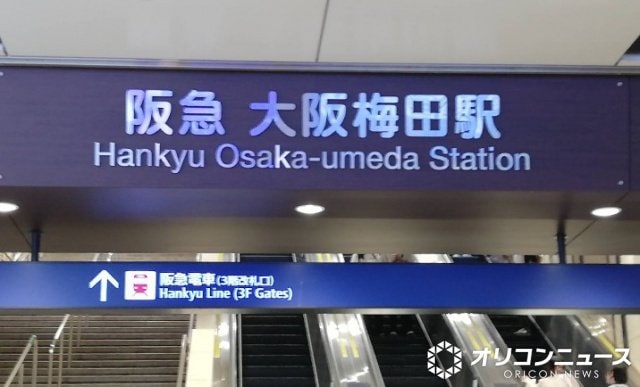 阪急 大阪梅田駅
Hankyu Osaka-umeda Station
阪急電車(3階改札口)
Hankyu Line (3F Gates)
オリコンニュース
ORICON NEWS